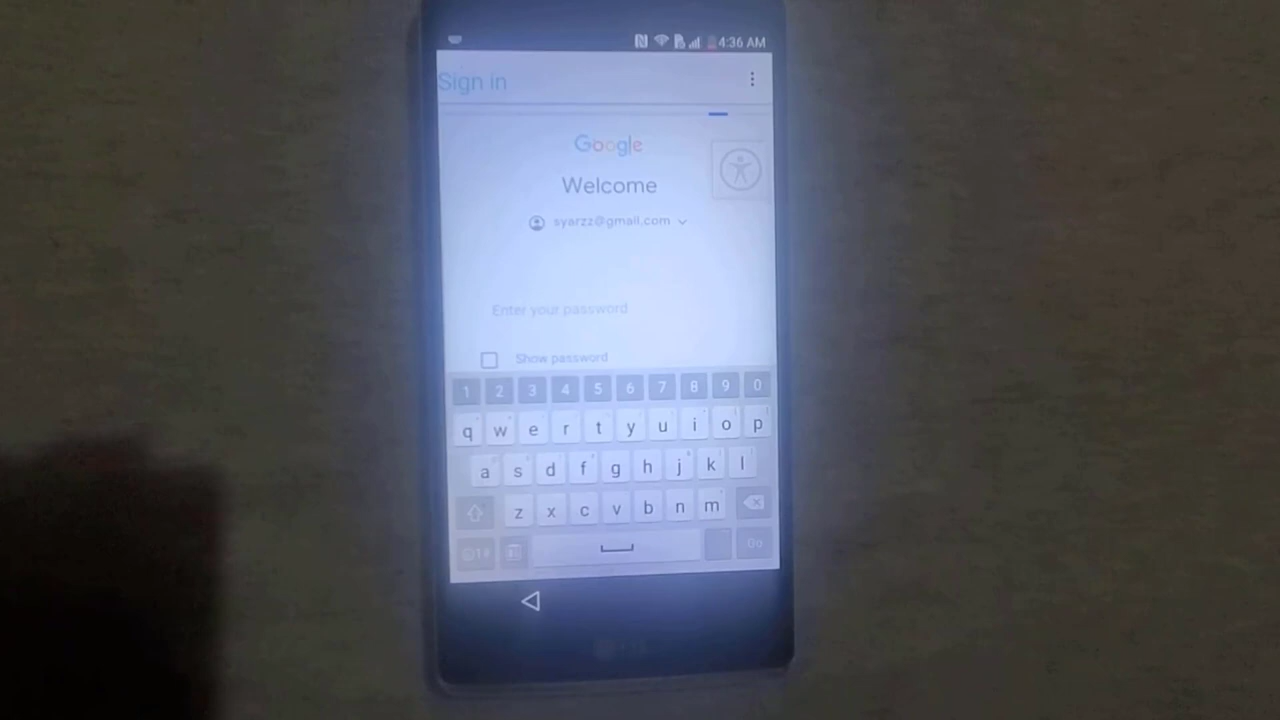 4:36 AM
Sign in
Google
Welcome
syarzz@gmail.com
Enter your password
Show password
1 2 3 4 5 6 7 8 9 0
q w e r t y u i o p
a s d f g h j k l
z x c v b n m
Go